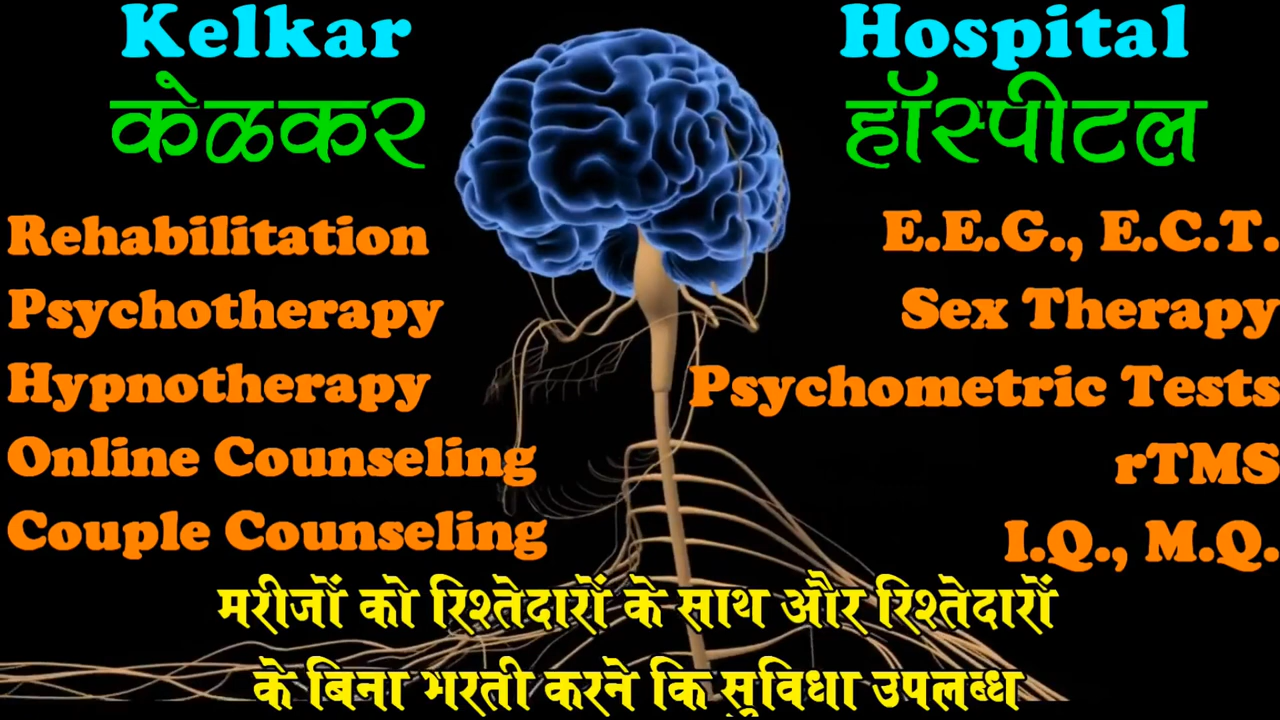 Kelkar Hospital
केळकर हॉस्पीटल
Rehabilitation
Psychotherapy
Hypnotherapy
Online Counseling
Couple Counseling
E.E.G., E.C.T.
Sex Therapy
Psychometric Tests
rTMS
I.Q., M.Q.
मरीजों को रिश्तेदारों के साथ और रिश्तेदारों
के बिना भरती करने कि सुविधा उपलब्ध